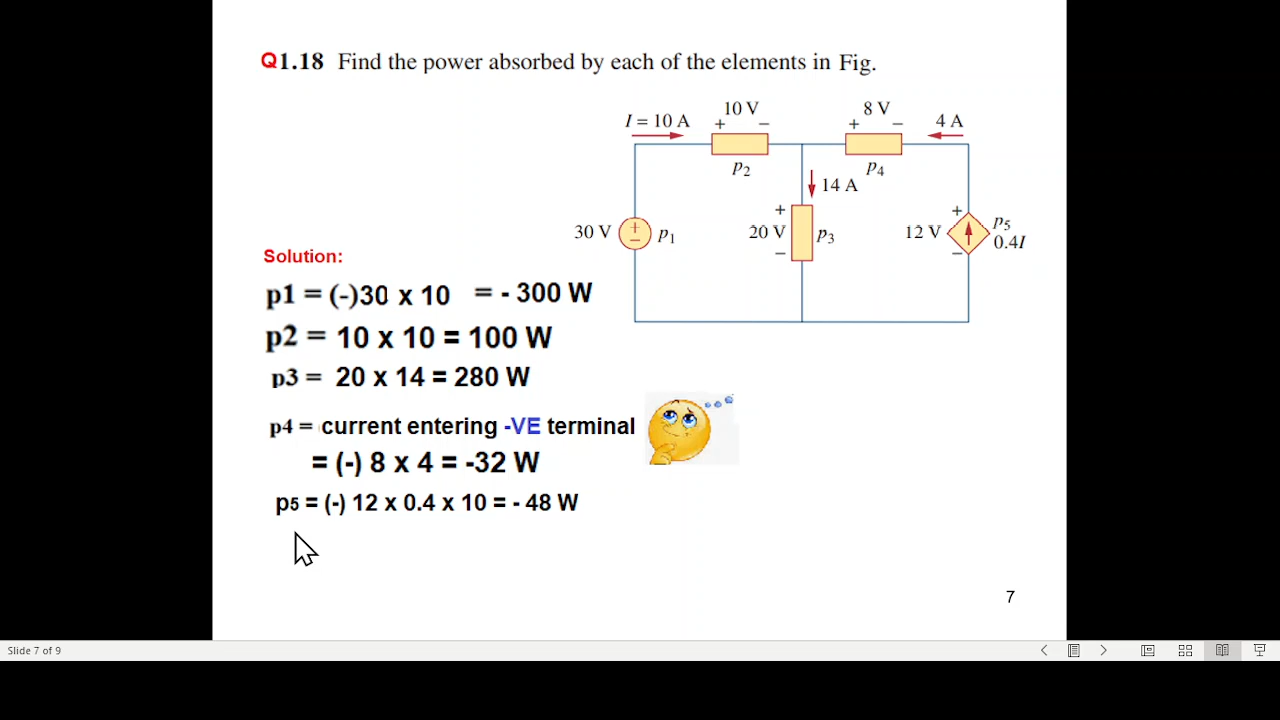 Q1.18 Find the power absorbed by each of the elements in Fig.
I = 10 A
10 V
+ −
p2
8 V
+ −
p4
4 A
14 A
30 V
+
−
p1
+
20 V
−
p3
+
12 V
−
p5
0.4I
Solution:
p1 = (-)30 x 10 = - 300 W
p2 = 10 x 10 = 100 W
p3 = 20 x 14 = 280 W
p4 = current entering -VE terminal
= (-) 8 x 4 = -32 W
p5 = (-) 12 x 0.4 x 10 = - 48 W
7
Slide 7 of 9